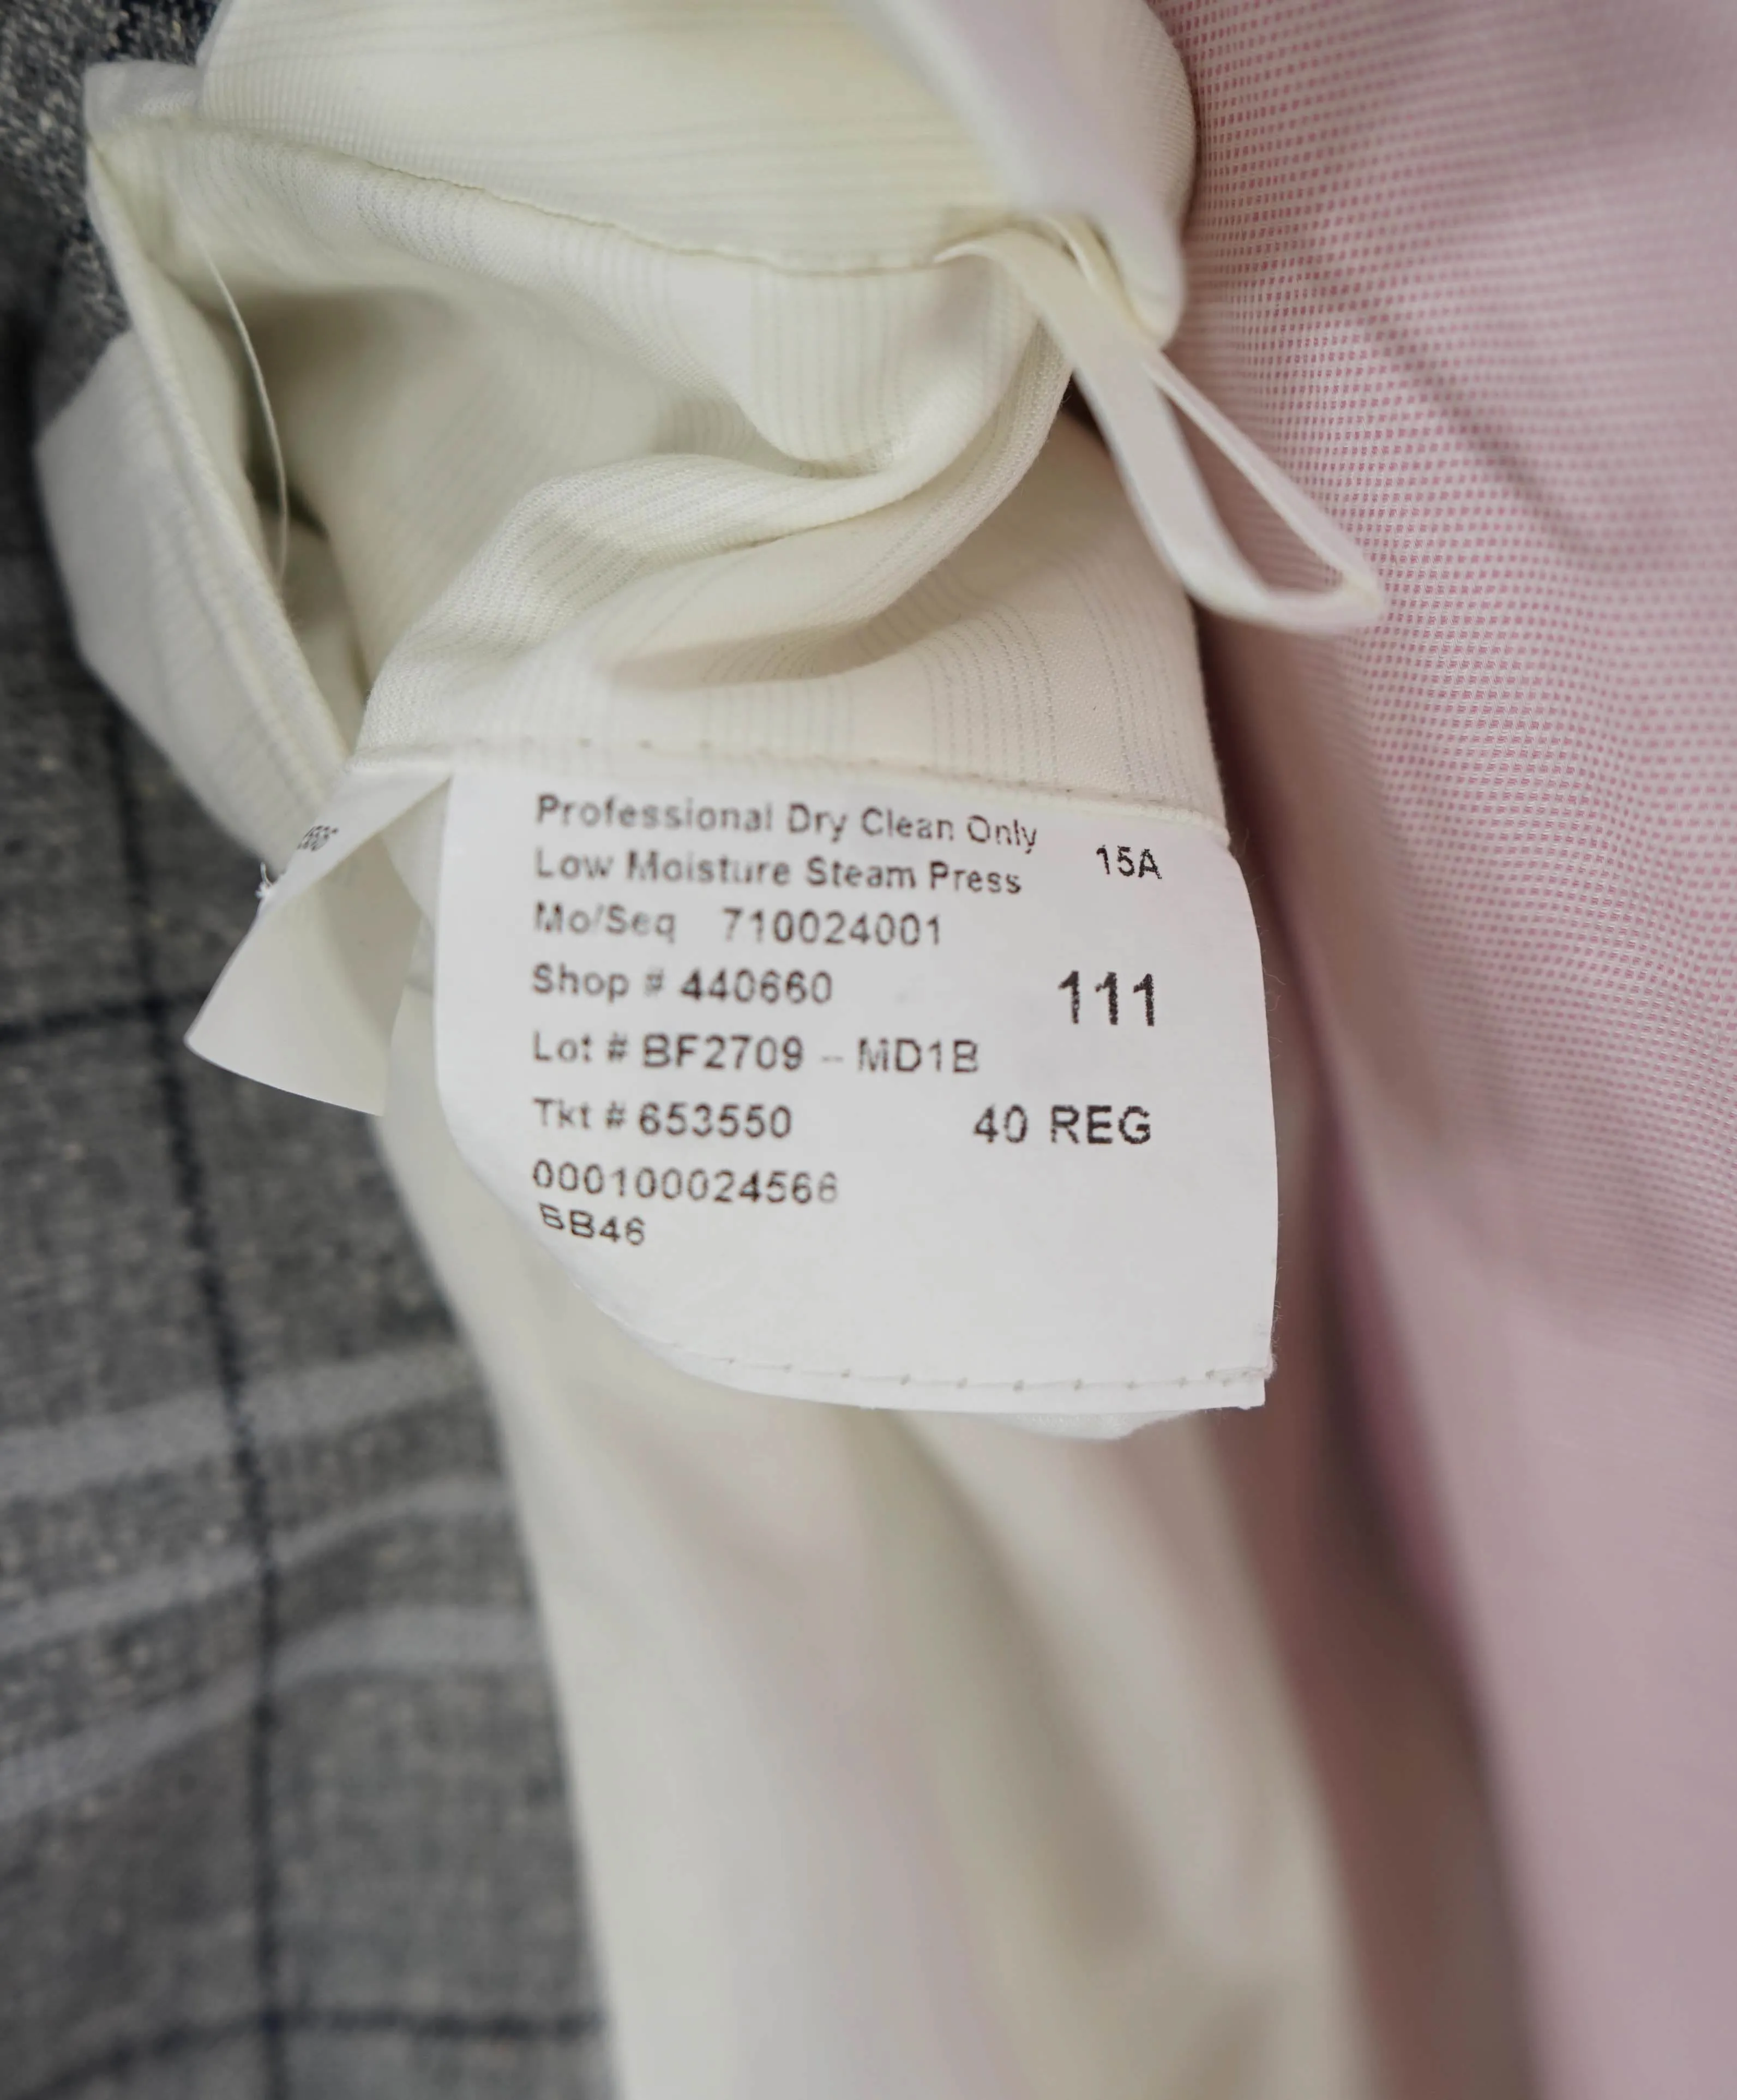 Professional Dry Clean Only 15A
Low Moisture Steam Press
Mo/Seq 710024001
Shop # 440660 111
Lot # BF2709 - MD1B
Tkt # 653550 40 REG
000100024566
BB46